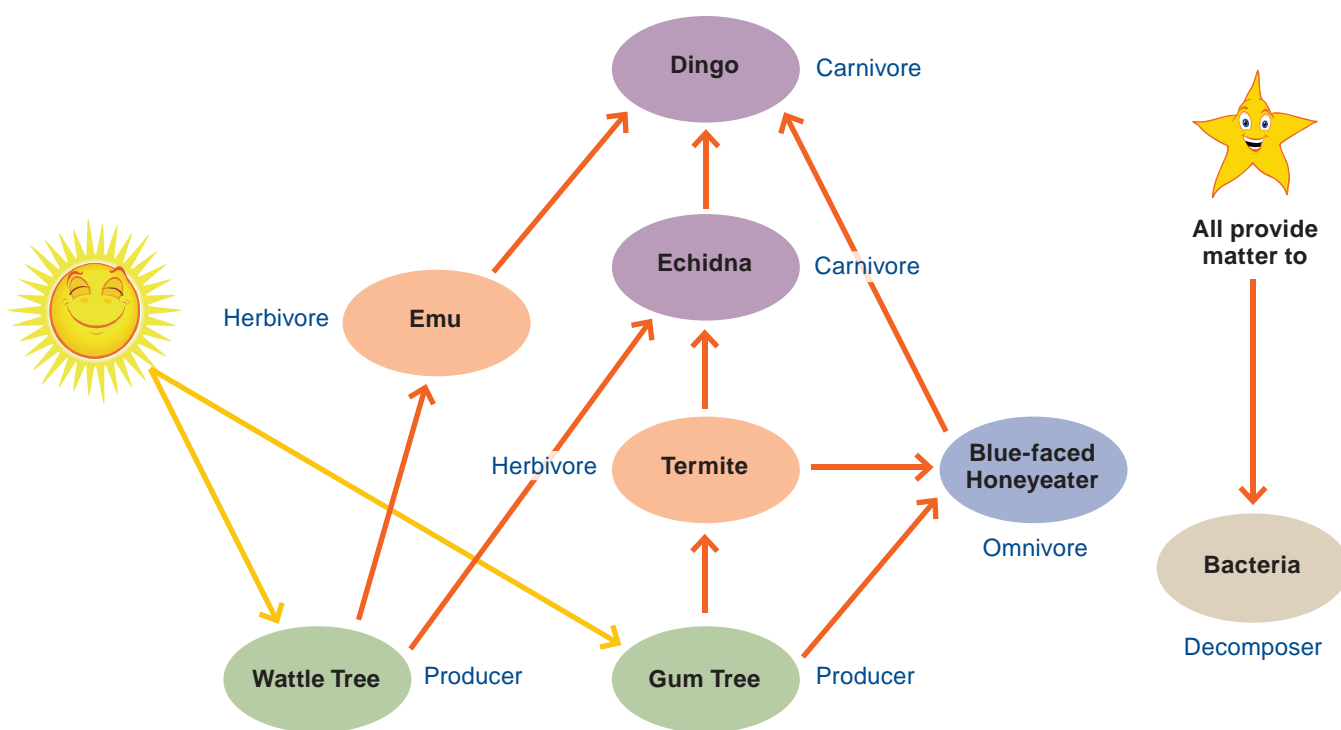 Dingo
Carnivore
All provide
matter to
Echidna
Carnivore
Herbivore
Emu
Herbivore
Termite
Blue-faced
Honeyeater
Omnivore
Bacteria
Decomposer
Wattle Tree
Producer
Gum Tree
Producer